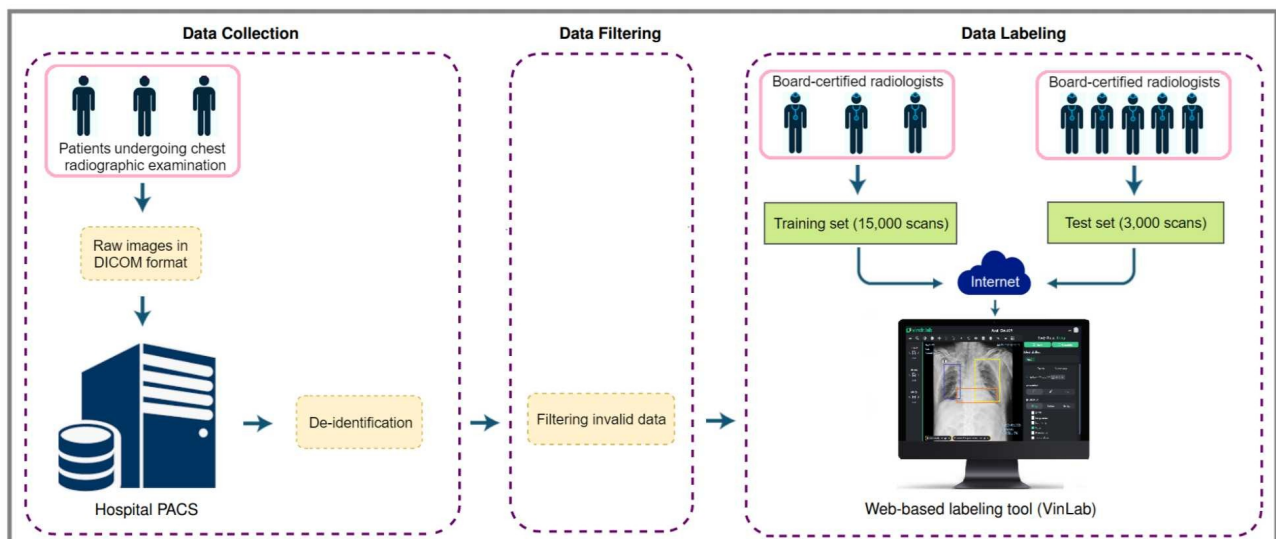 Data Collection
Data Filtering
Data Labeling
Patients undergoing chest
radiographic examination
Raw images in
DICOM format
Hospital PACS
De-identification
Filtering invalid data
Board-certified radiologists
Board-certified radiologists
Training set (15,000 scans)
Test set (3,000 scans)
Internet
Web-based labeling tool (VinLab)